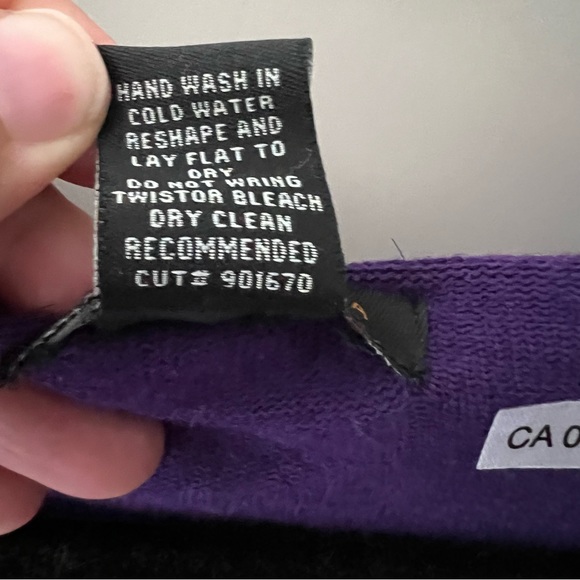 HAND WASH IN
COLD WATER
RESHAPE AND
LAY FLAT TO
DRY
DO NOT WRING
TWISTOR BLEACH
DRY CLEAN
RECOMMENDED
CUT# 901670
CA 0